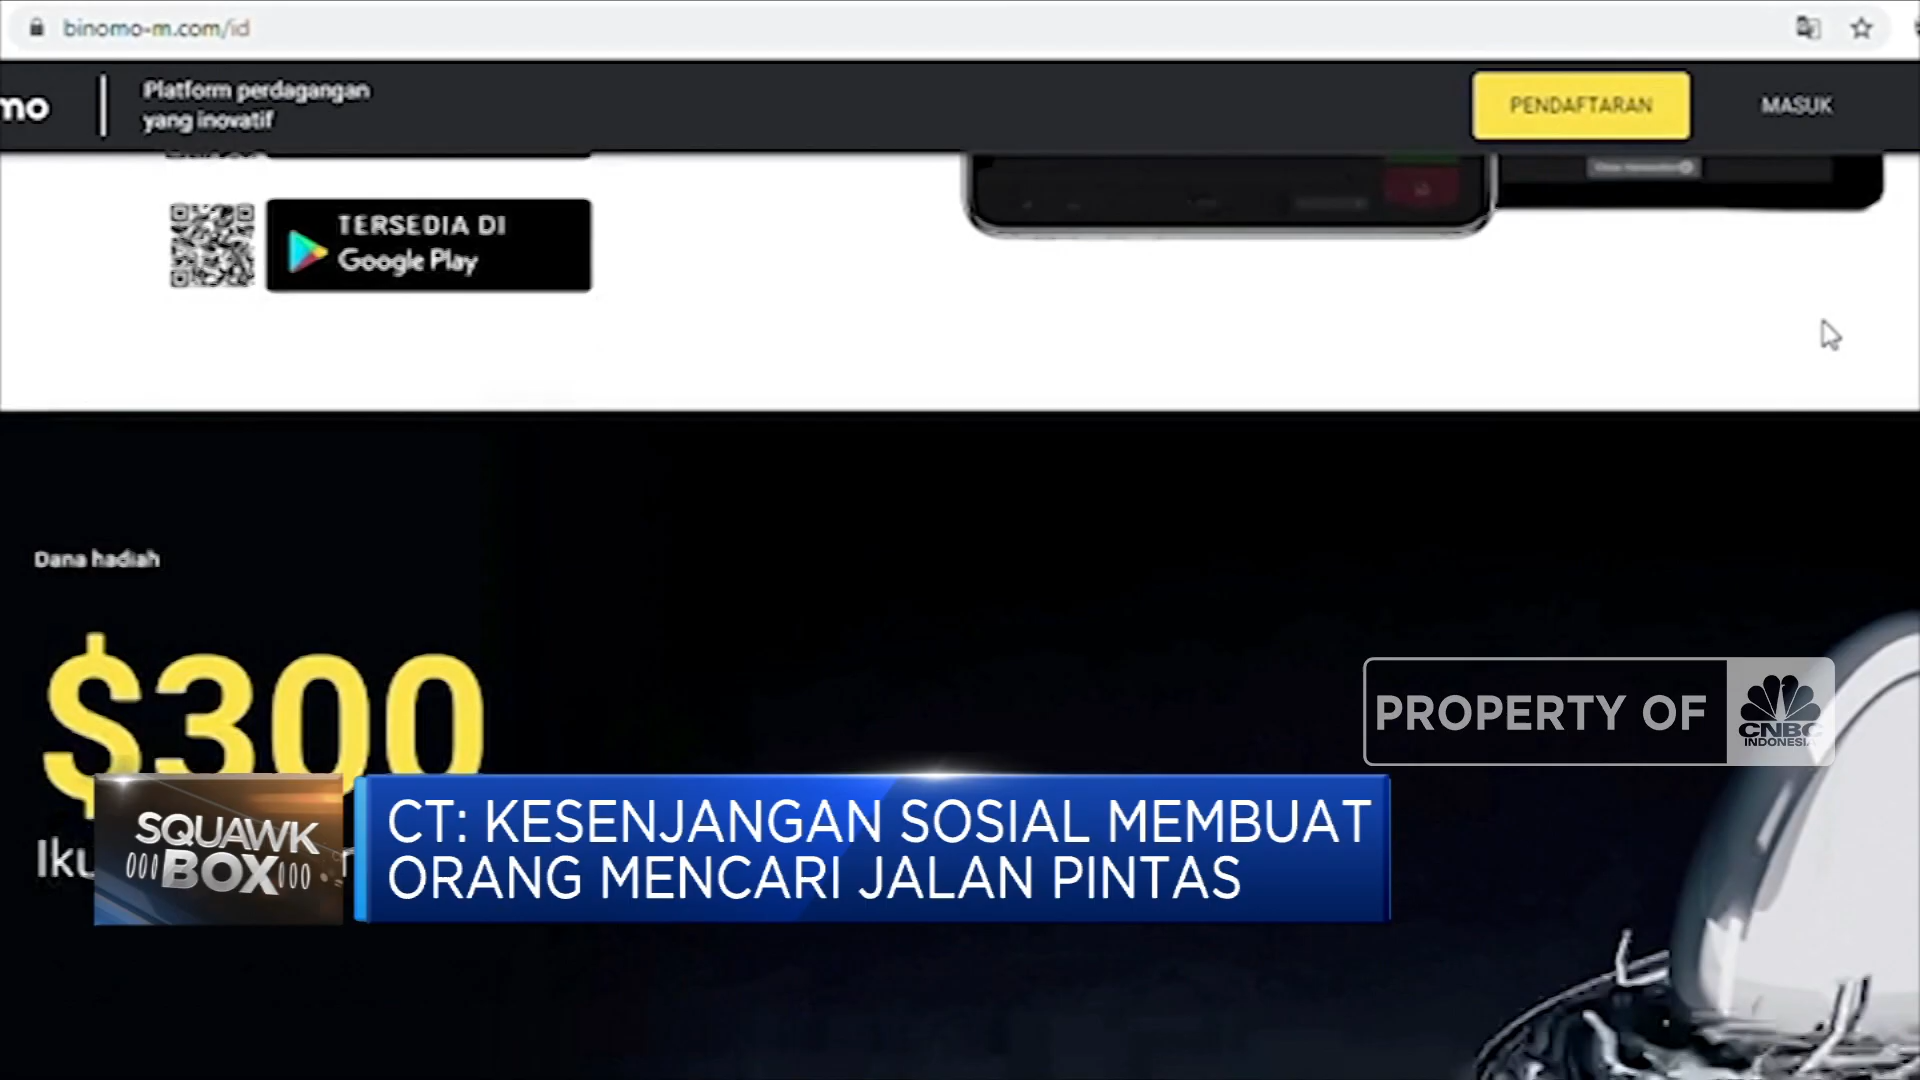 binomo-m.com/id
mo
Platform perdagangan
yang inovatif
PENDAFTARAN
MASUK
TERSEDIA DI
Google Play
Dana hadiah
$300
PROPERTY OF
CNBC
INDONESIA
SQUAWK
BOX
CT: KESENJANGAN SOSIAL MEMBUAT
ORANG MENCARI JALAN PINTAS
Iku